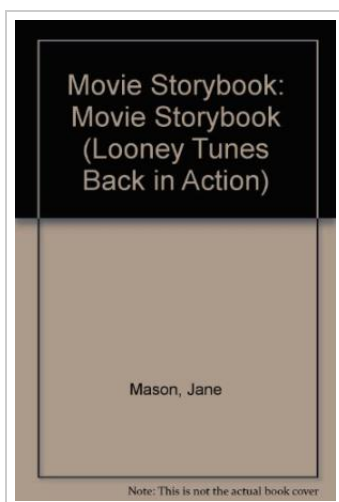 Movie Storybook:
Movie Storybook
(Looney Tunes
Back in Action)
Mason, Jane
Note: This is not the actual book cover